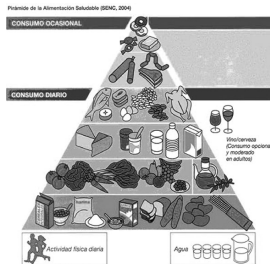 Pirámide de la Alimentación Saludable (SENC, 2004)
CONSUMO OCASIONAL
CONSUMO DIARIO
Vino/cerveza
(Consumo opcional
y moderado
en adultos)
Actividad física diaria
Agua